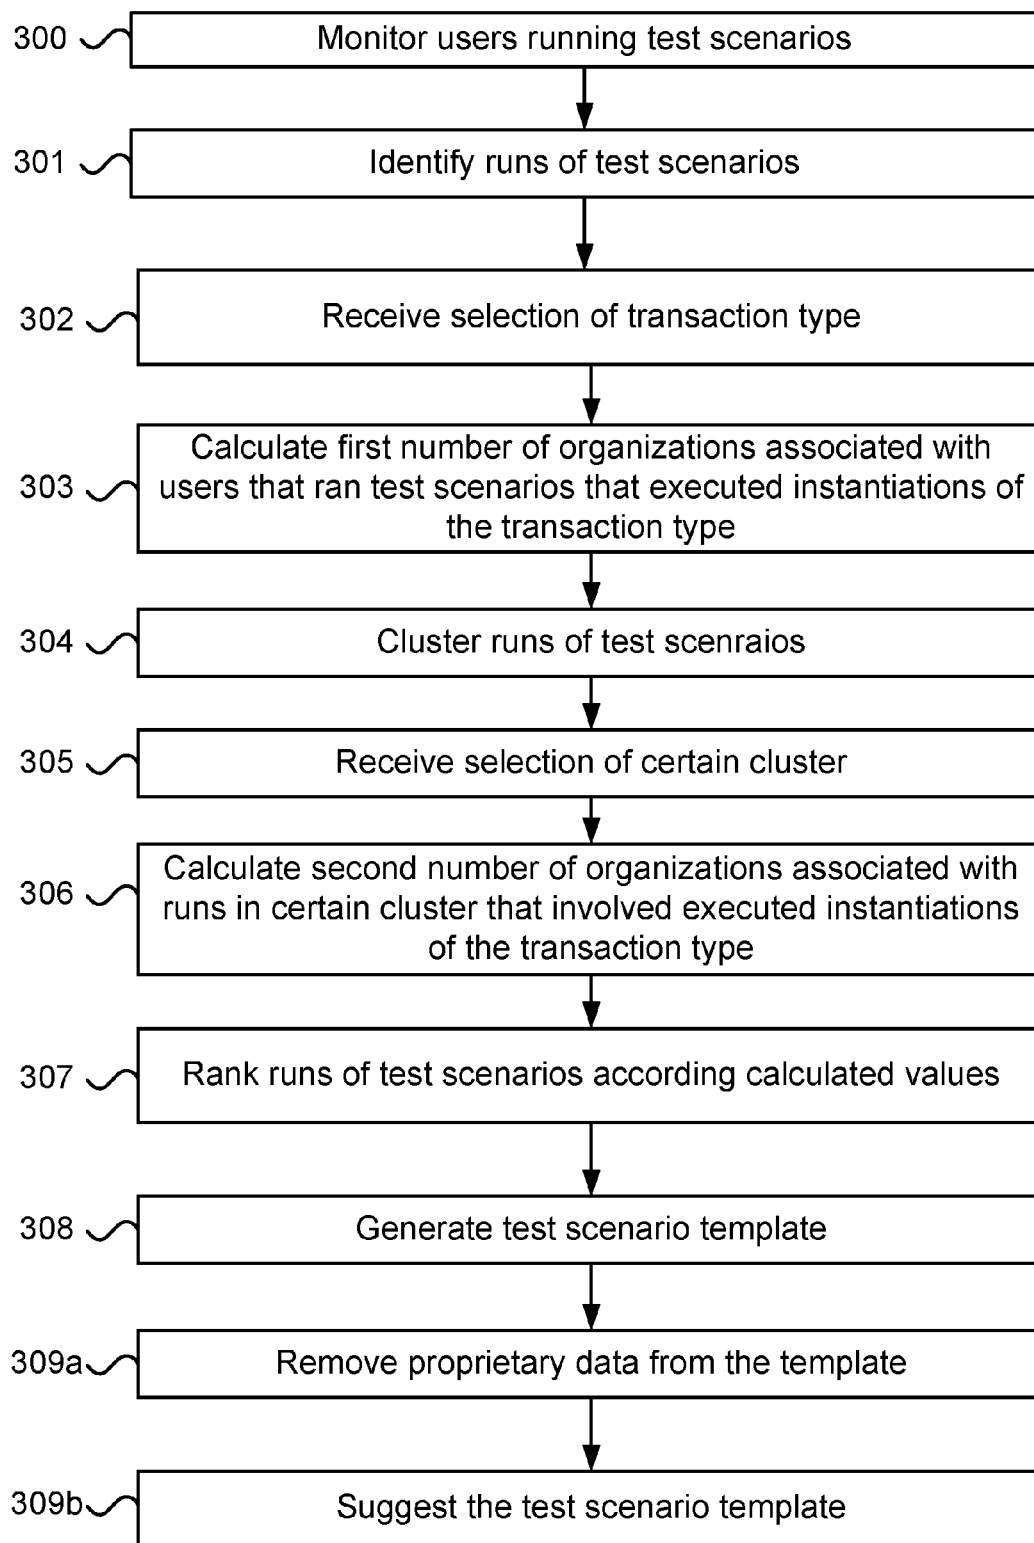 300 Monitor users running test scenarios
301 Identify runs of test scenarios
302 Receive selection of transaction type
Calculate first number of organizations associated with
303 users that ran test scenarios that executed instantiations of
the transaction type
304 Cluster runs of test scenraios
305 Receive selection of certain cluster
Calculate second number of organizations associated with
306 runs in certain cluster that involved executed instantiations
of the transaction type
307 Rank runs of test scenarios according calculated values
308 Generate test scenario template
309a Remove proprietary data from the template
309b Suggest the test scenario template